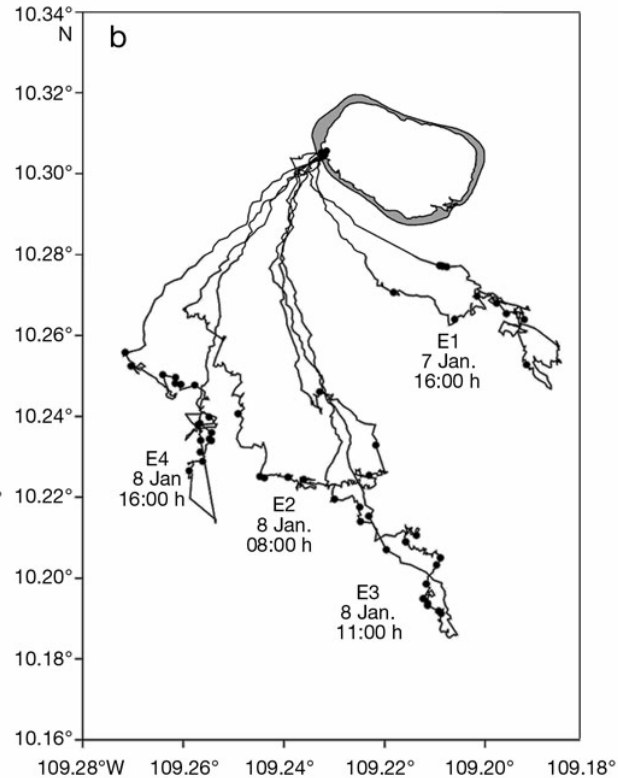 10.34°
N
b
10.32°
10.30°
10.28°
10.26°
E1
7 Jan.
16:00 h
10.24°
E4
8 Jan
16:00 h
10.22°
E2
8 Jan.
08:00 h
10.20°
E3
8 Jan.
11:00 h
10.18°
10.16°
109.28°W 109.26° 109.24° 109.22° 109.20° 109.18°